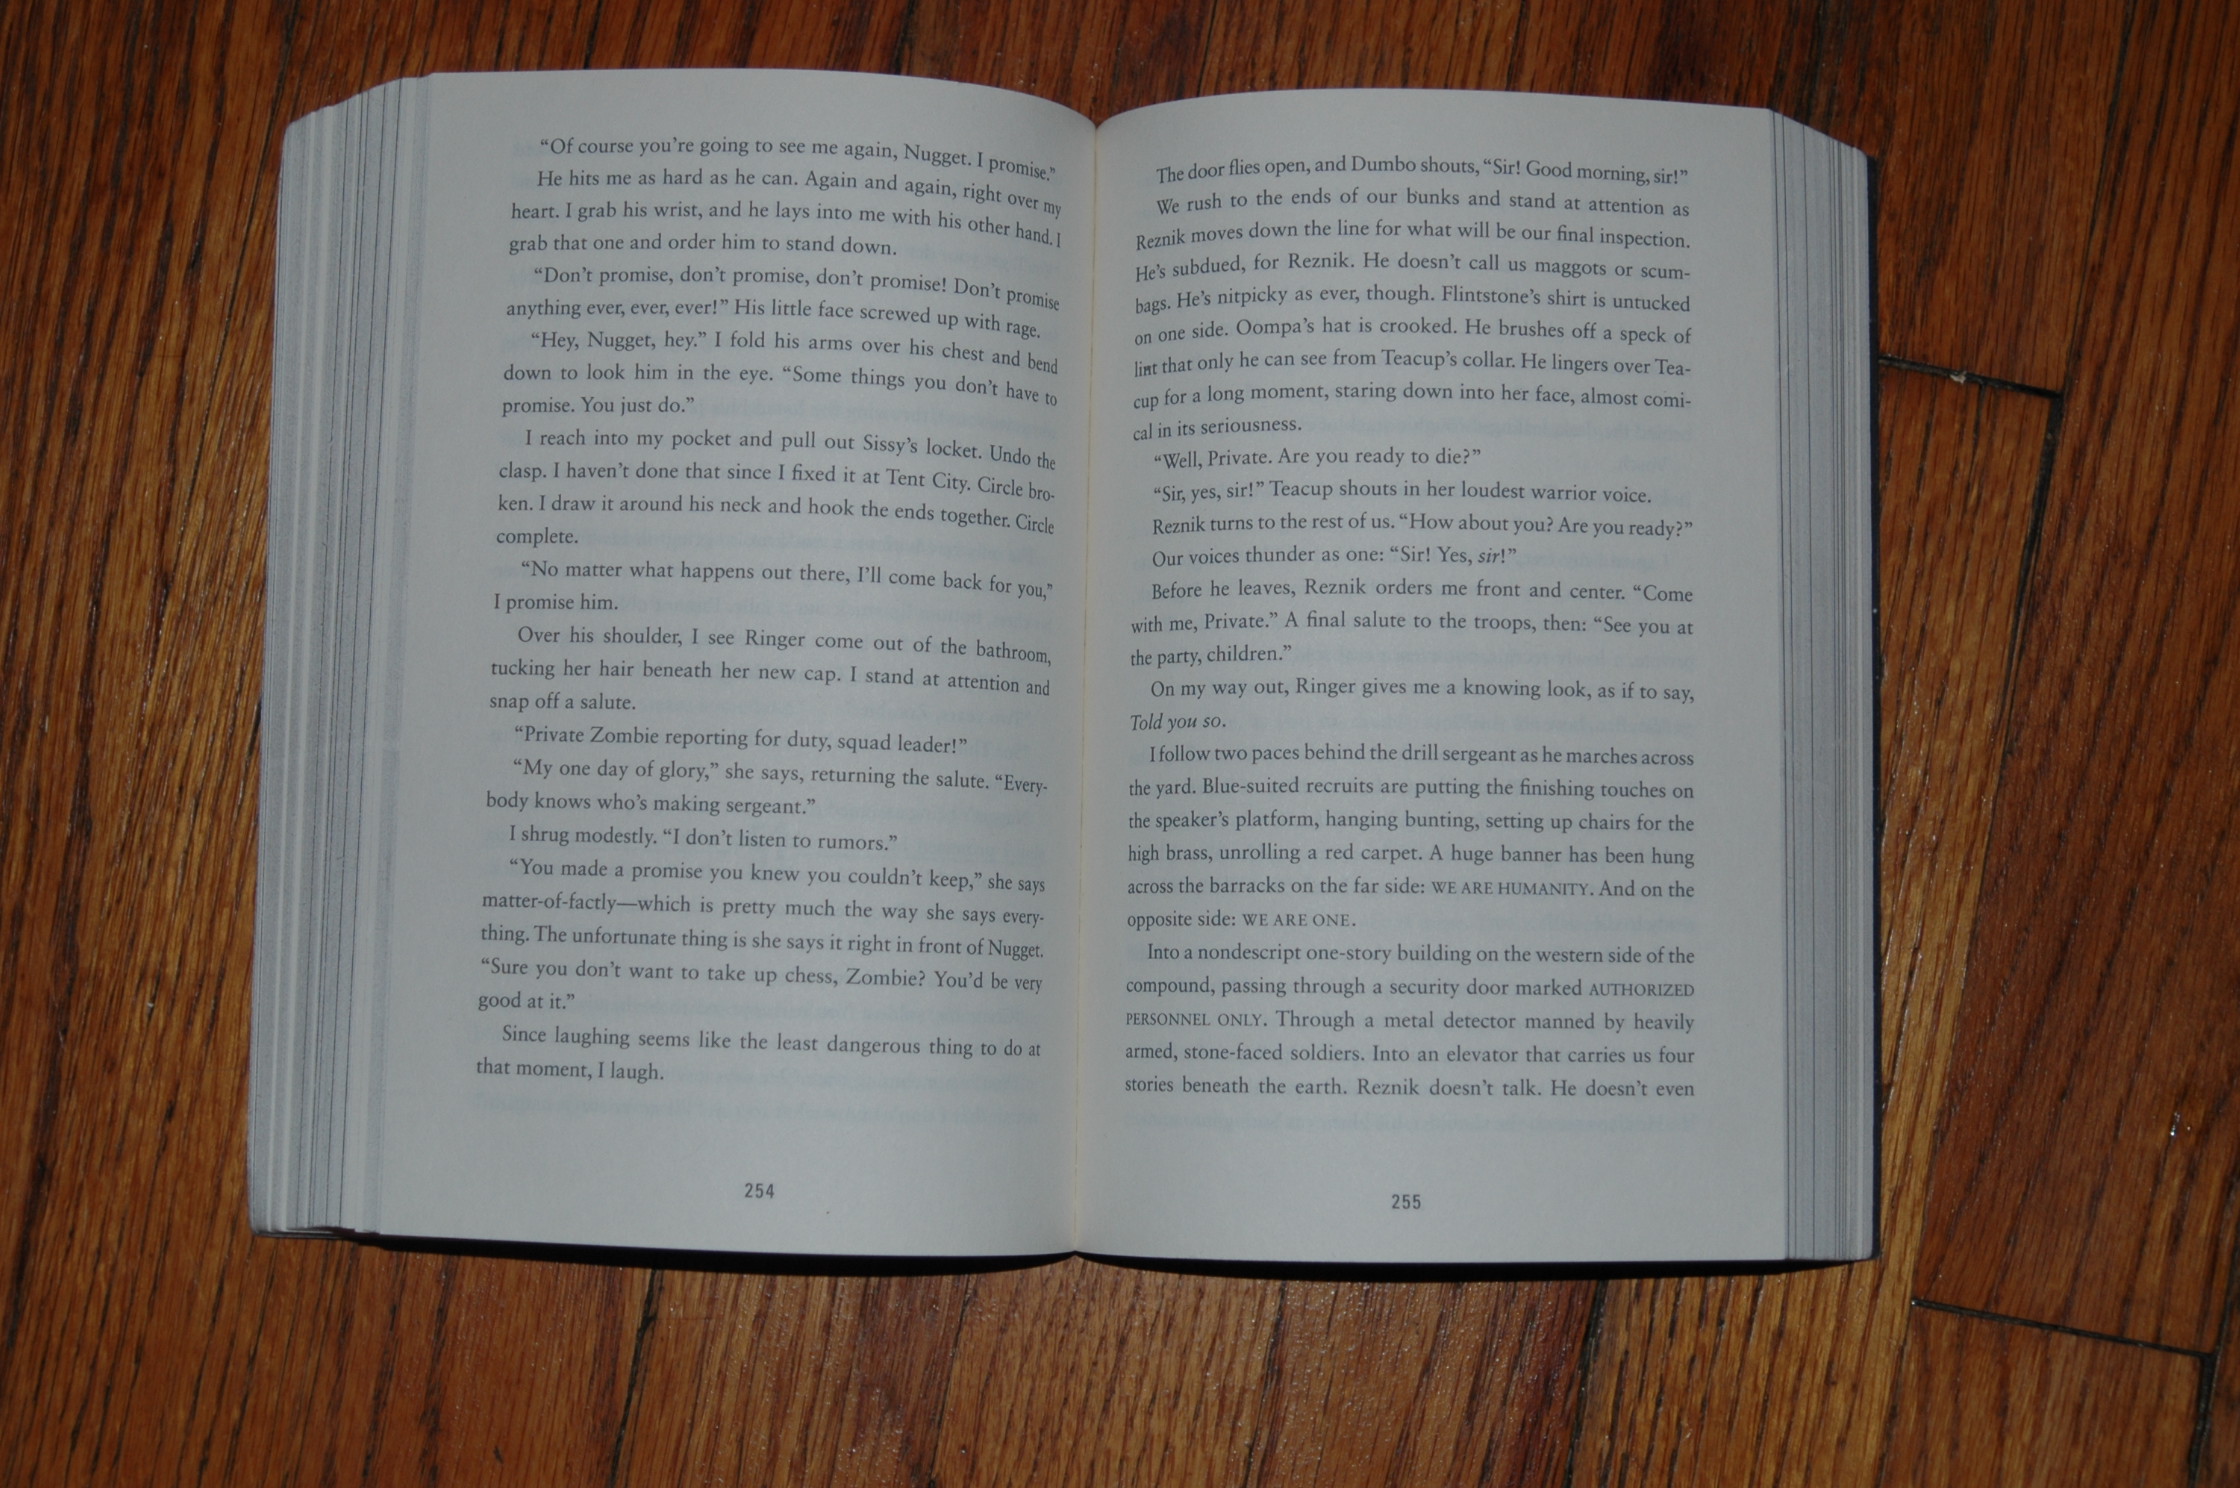 “Of course you’re going to see me again, Nugget. I promise.”
He hits me as hard as he can. Again and again, right over my
heart. I grab his wrist, and he lays into me with his other hand. I
grab that one and order him to stand down.
“Don’t promise, don’t promise, don’t promise! Don’t promise
anything ever, ever, ever!” His little face screwed up with rage.
“Hey, Nugget, hey.” I fold his arms over his chest and bend
down to look him in the eye. “Some things you don’t have to
promise. You just do.”
I reach into my pocket and pull out Sissy’s locket. Undo the
clasp. I haven’t done that since I fixed it at Tent City. Circle bro-
ken. I draw it around his neck and hook the ends together. Circle
complete.
“No matter what happens out there, I’ll come back for you,”
I promise him.
Over his shoulder, I see Ringer come out of the bathroom,
tucking her hair beneath her new cap. I stand at attention and
snap off a salute.
“Private Zombie reporting for duty, squad leader!”
“My one day of glory,” she says, returning the salute. “Every-
body knows who’s making sergeant.”
I shrug modestly. “I don’t listen to rumors.”
“You made a promise you knew you couldn’t keep,” she says
matter-of-factly—which is pretty much the way she says every-
thing. The unfortunate thing is she says it right in front of Nugget.
“Sure you don’t want to take up chess, Zombie? You’d be very
good at it.”
Since laughing seems like the least dangerous thing to do at
that moment, I laugh.
254
The door flies open, and Dumbo shouts, “Sir! Good morning, sir!”
We rush to the ends of our bunks and stand at attention as
Reznik moves down the line for what will be our final inspection.
He’s subdued, for Reznik. He doesn’t call us maggots or scum-
bags. He’s nitpicky as ever, though. Flintstone’s shirt is untucked
on one side. Oompa’s hat is crooked. He brushes off a speck of
lint that only he can see from Teacup’s collar. He lingers over Tea-
cup for a long moment, staring down into her face, almost comi-
cal in its seriousness.
“Well, Private. Are you ready to die?”
“Sir, yes, sir!” Teacup shouts in her loudest warrior voice.
Reznik turns to the rest of us. “How about you? Are you ready?”
Our voices thunder as one: “Sir! Yes, sir!”
Before he leaves, Reznik orders me front and center. “Come
with me, Private.” A final salute to the troops, then: “See you at
the party, children.”
On my way out, Ringer gives me a knowing look, as if to say,
Told you so.
I follow two paces behind the drill sergeant as he marches across
the yard. Blue-suited recruits are putting the finishing touches on
the speaker’s platform, hanging bunting, setting up chairs for the
high brass, unrolling a red carpet. A huge banner has been hung
across the barracks on the far side: WE ARE HUMANITY. And on the
opposite side: WE ARE ONE.
Into a nondescript one-story building on the western side of the
compound, passing through a security door marked AUTHORIZED
PERSONNEL ONLY. Through a metal detector manned by heavily
armed, stone-faced soldiers. Into an elevator that carries us four
stories beneath the earth. Reznik doesn’t talk. He doesn’t even
255